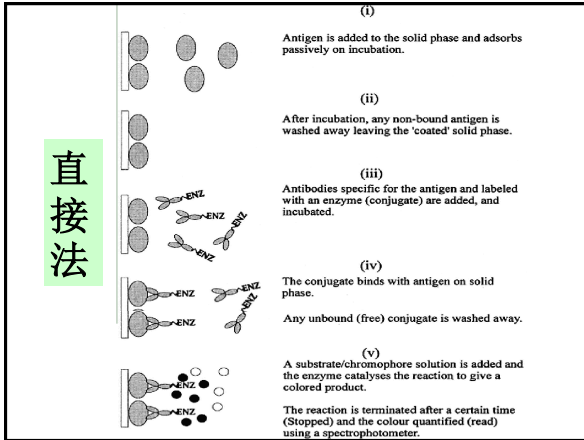 直
接
法
(i)
Antigen is added to the solid phase and adsorbs
passively on incubation.
(ii)
After incubation, any non-bound antigen is
washed away leaving the 'coated' solid phase.
(iii)
Antibodies specific for the antigen and labeled
with an enzyme (conjugate) are added, and
incubated.
ENZ
ENZ
ENZ
ENZ
(iv)
The conjugate binds with antigen on solid
phase.
Any unbound (free) conjugate is washed away.
ENZ
ENZ
ENZ
ENZ
(v)
A substrate/chromophore solution is added and
the enzyme catalyses the reaction to give a
colored product.
The reaction is terminated after a certain time
(Stopped) and the colour quantified (read)
using a spectrophotometer.
ENZ
ENZ